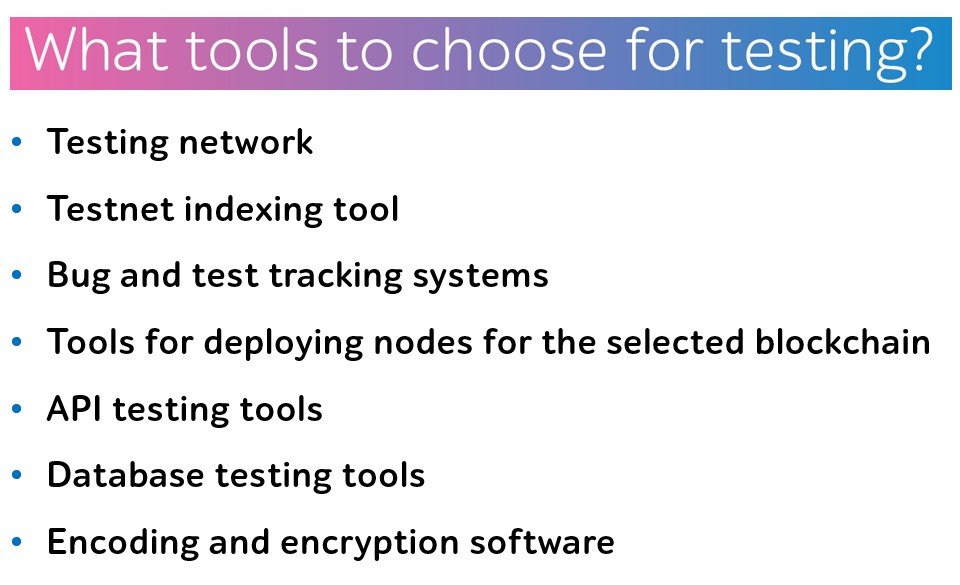 What tools to choose for testing?
• Testing network
• Testnet indexing tool
• Bug and test tracking systems
• Tools for deploying nodes for the selected blockchain
• API testing tools
• Database testing tools
• Encoding and encryption software